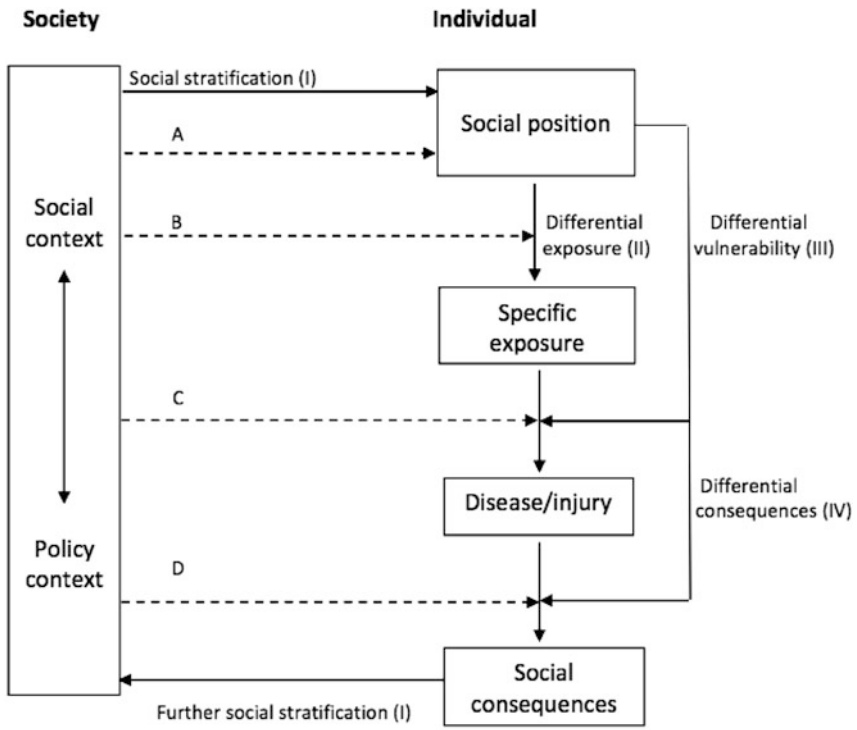 Society
Individual
Social stratification (I)
Social position
A
Social
context
B
Differential
exposure (II)
Differential
vulnerability (III)
Specific
exposure
C
Disease/injury
Differential
consequences (IV)
Policy
context
D
Social
consequences
Further social stratification (I)